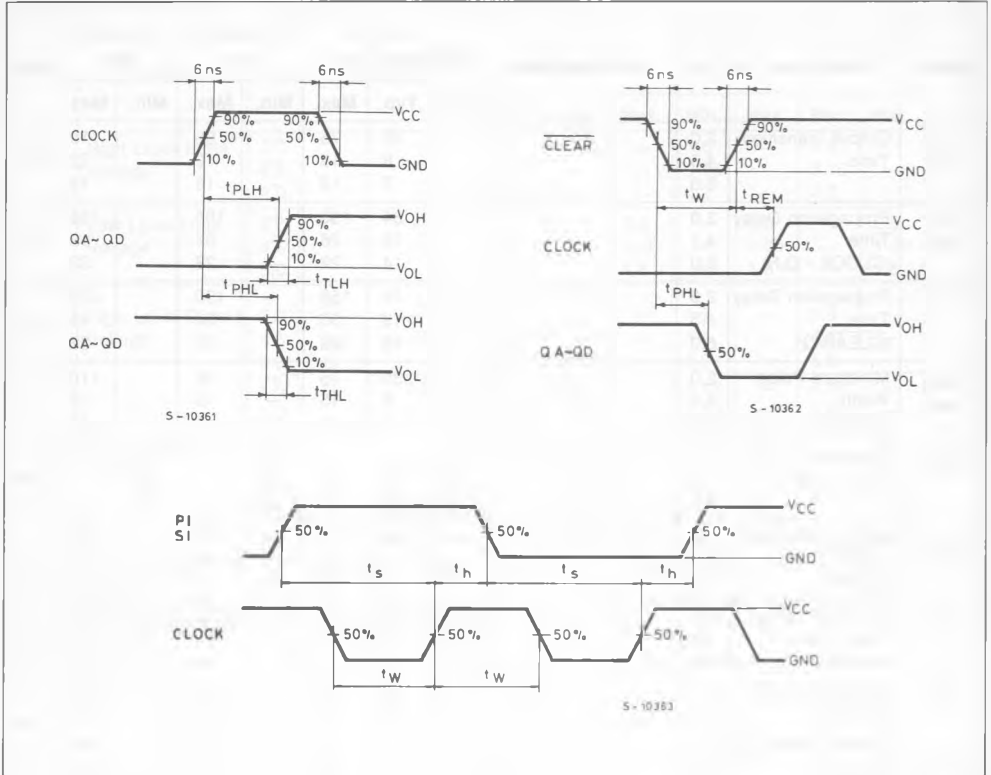 6ns 6ns
VCC
90% 90%
CLOCK 50% 50%
10% 10% GND
tPLH
VOH
90%
QA~QD 50%
10% VOL
tPHL tTLH
VOH
90%
QA~QD 50%
10%
VOL
tTHL
S-10361
6ns 6ns
VCC
90% 90%
CLEAR 50% 50%
10% 10% GND
tW tREM
VCC
CLOCK 50%
GND
tPHL
VOH
QA~QD 50%
VOL
S-10362
VCC
PI
SI 50% 50% 50%
GND
ts th ts th
VCC
CLOCK 50% 50% 50% 50%
GND
tW tW
S-10363